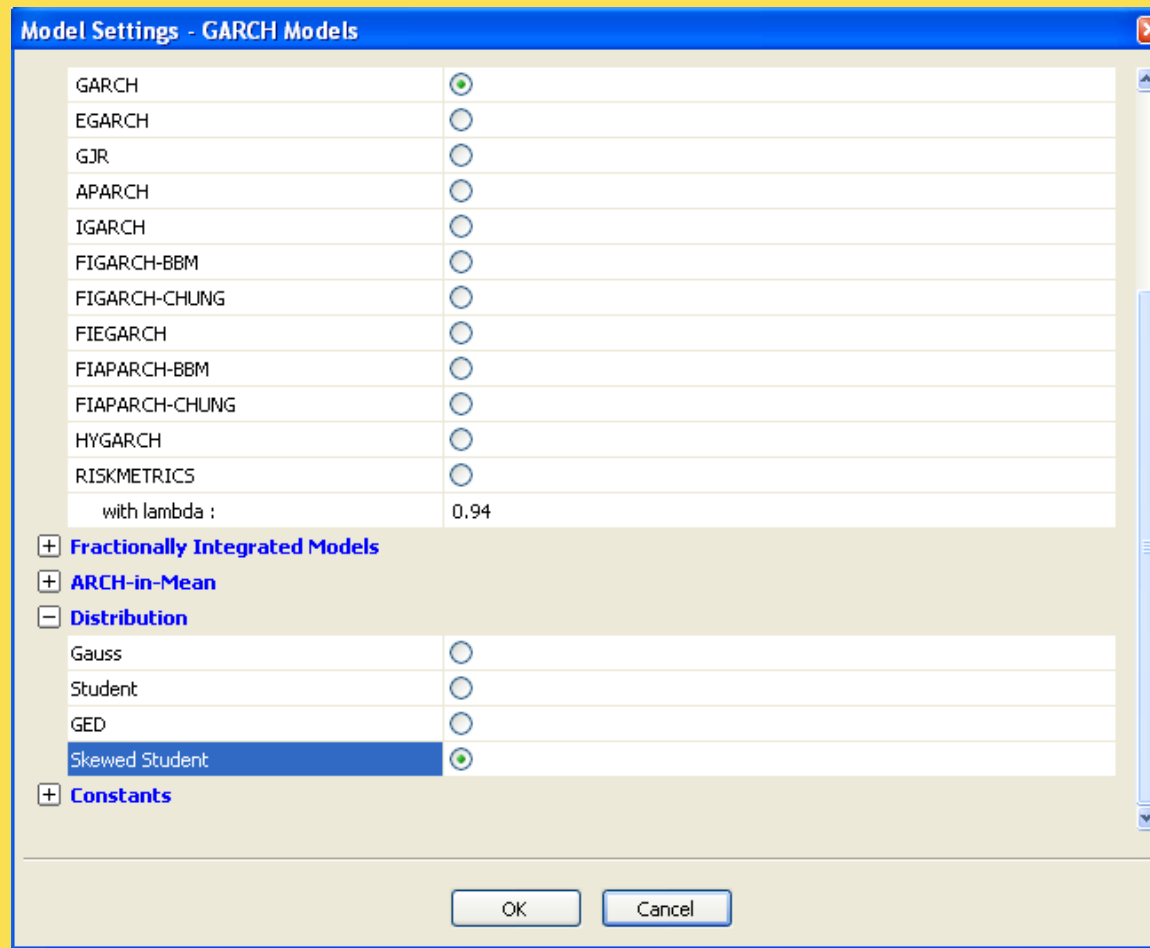 Model Settings - GARCH Models
GARCH
EGARCH
GJR
APARCH
IGARCH
FIGARCH-BBM
FIGARCH-CHUNG
FIEGARCH
FIAPARCH-BBM
FIAPARCH-CHUNG
HYGARCH
RISKMETRICS
with lambda : 0.94
Fractionally Integrated Models
ARCH-in-Mean
Distribution
Gauss
Student
GED
Skewed Student
Constants
OK Cancel